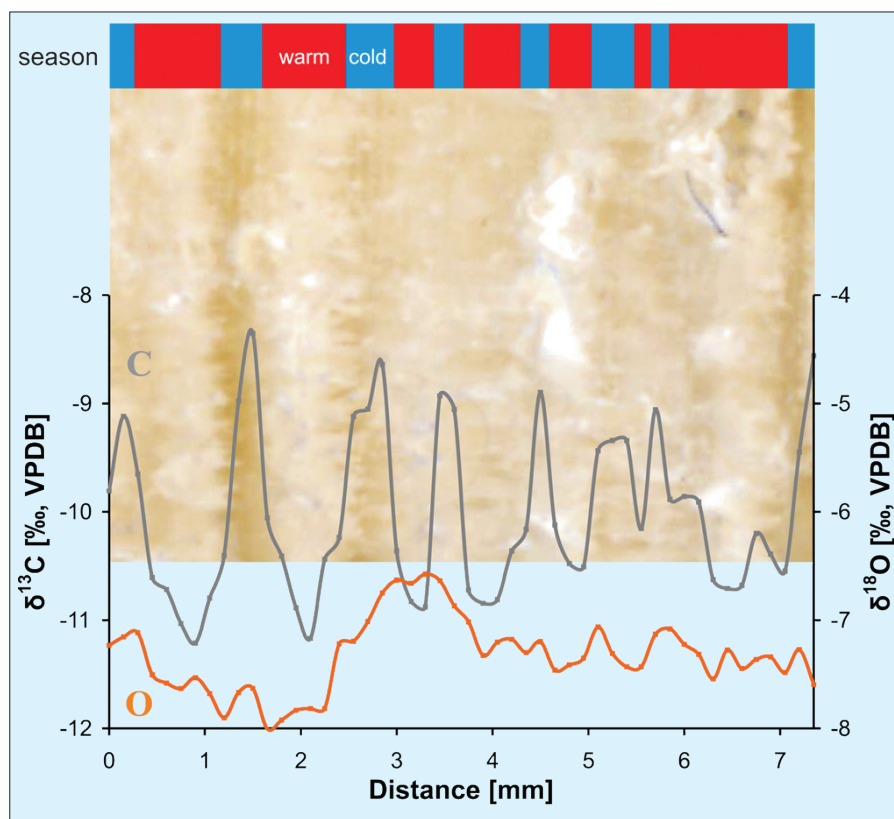 season
warm
cold
-8
-9
-10
-11
-12
δ¹³C [‰, VPDB]
C
O
-4
-5
-6
-7
-8
δ¹⁸O [‰, VPDB]
0 1 2 3 4 5 6 7
Distance [mm]